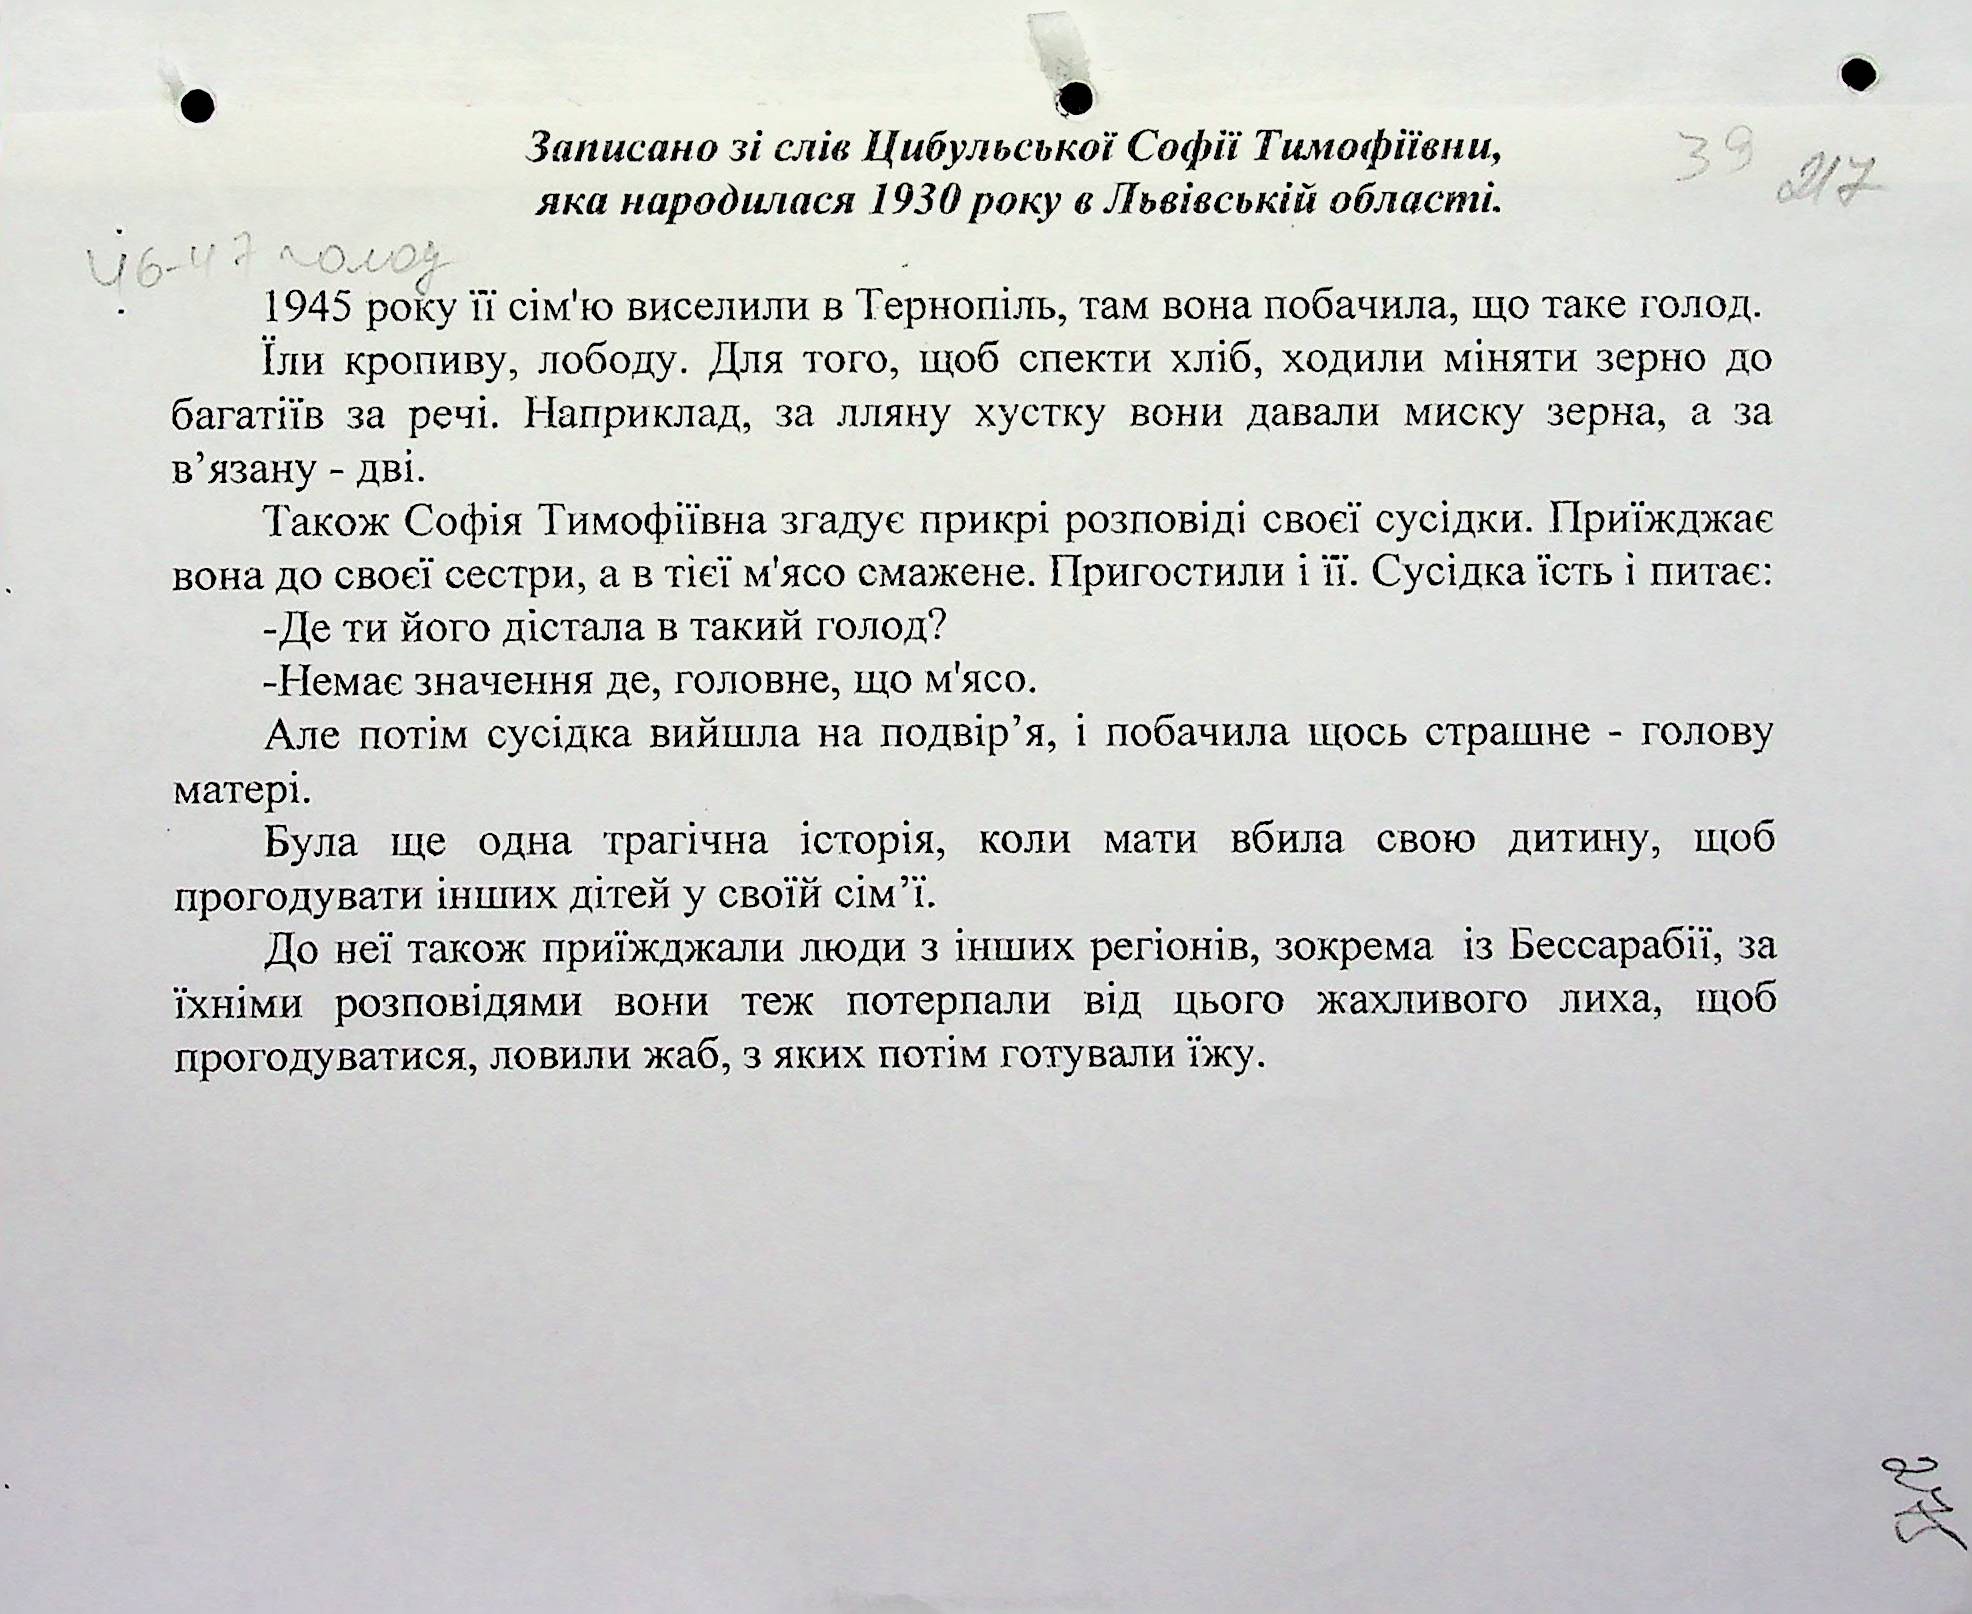 Записано зі слів Цибульської Софії Тимофіївни,
39
217
яка народилася 1930 року в Львівській області.
46-47 голод
1945 року її сім'ю виселили в Тернопіль, там вона побачила, що таке голод.
Їли кропиву, лободу. Для того, щоб спекти хліб, ходили міняти зерно до
багатіїв за речі. Наприклад, за лляну хустку вони давали миску зерна, а за
в’язану - дві.
Також Софія Тимофіївна згадує прикрі розповіді своєї сусідки. Приїжджає
вона до своєї сестри, а в тієї м'ясо смажене. Пригостили і її. Сусідка їсть і питає:
-Де ти його дістала в такий голод?
-Немає значення де, головне, що м'ясо.
Але потім сусідка вийшла на подвір’я, і побачила щось страшне - голову
матері.
Була ще одна трагічна історія, коли мати вбила свою дитину, щоб
прогодувати інших дітей у своїй сім’ї.
До неї також приїжджали люди з інших регіонів, зокрема із Бессарабії, за
їхніми розповідями вони теж потерпали від цього жахливого лиха, щоб
прогодуватися, ловили жаб, з яких потім готували їжу.